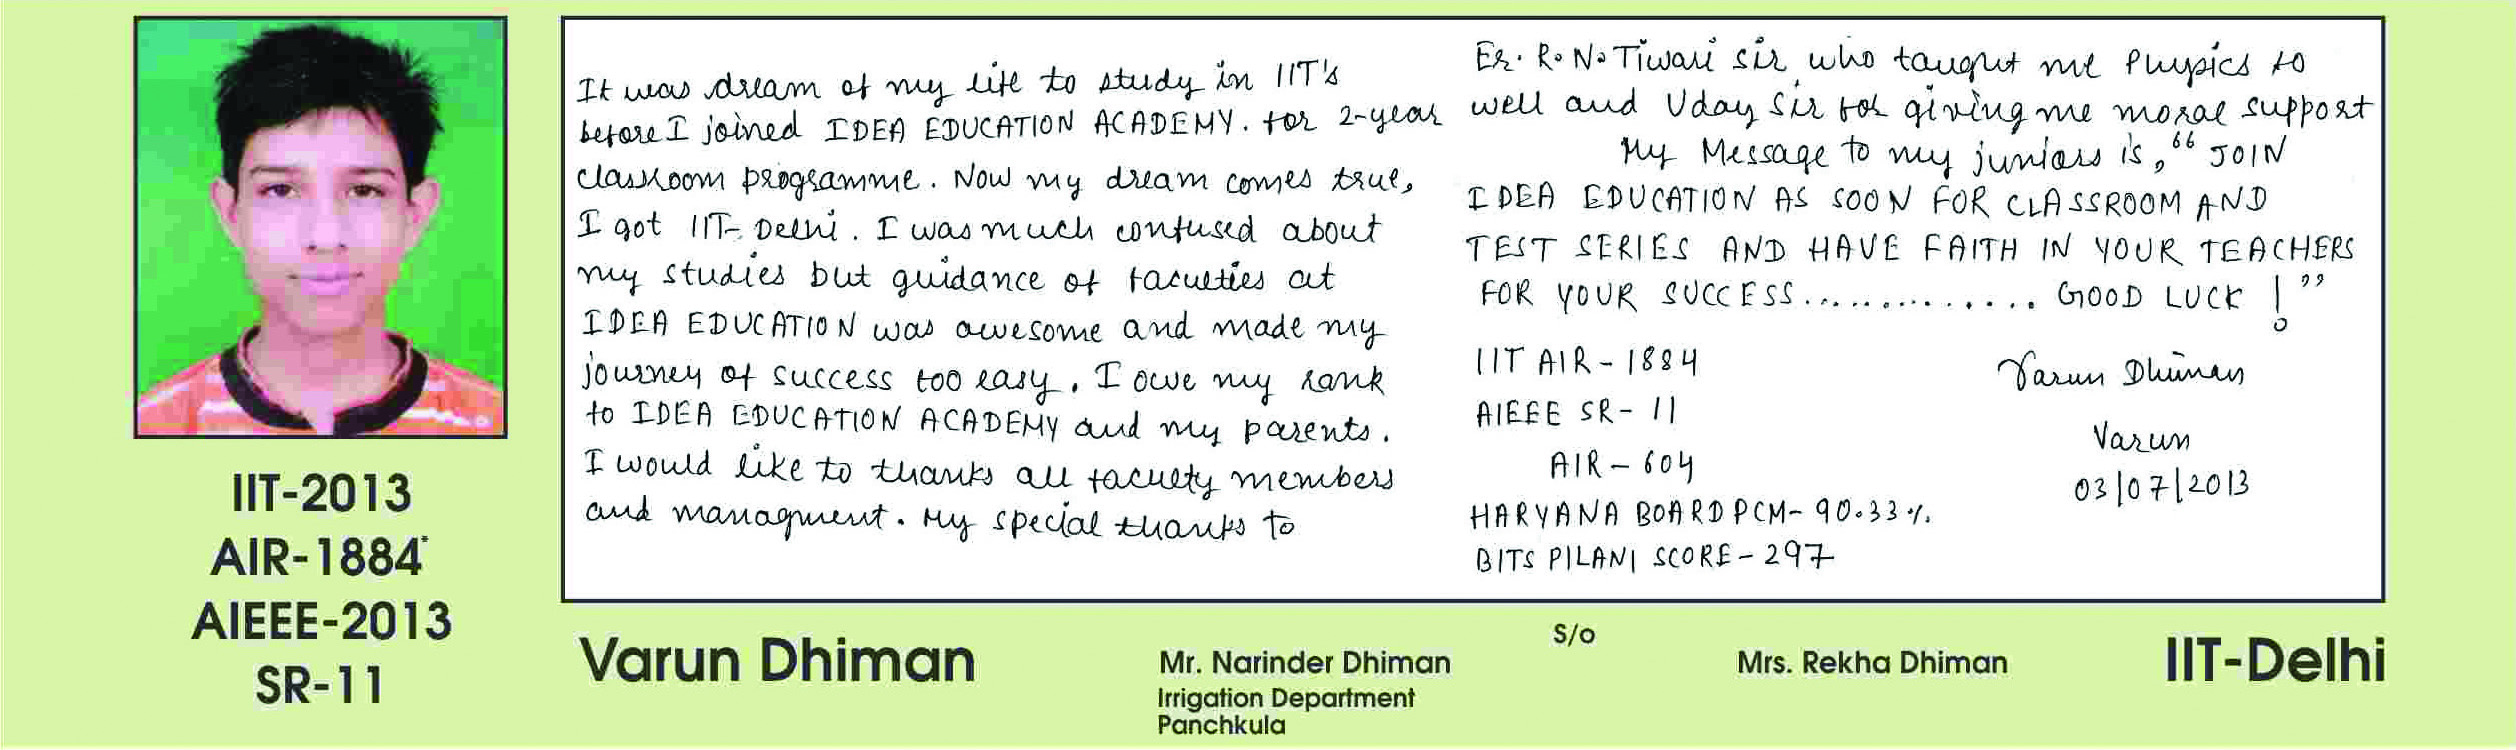 It was dream of my life to study in IIT's
before I joined IDEA EDUCATION ACADEMY. for 2-year
classroom programme. Now my dream comes true,
I got IIT- Delhi. I was much confused about
my studies but guidance of faculties at
IDEA EDUCATION was awesome and made my
journey of success too easy. I owe my rank
to IDEA EDUCATION ACADEMY and my parents.
I would like to thanks all faculty members
and managment. My special thanks to
Er. R. N. Tiwari sir who taught me Physics to
well and Uday Sir for giving me moral support
My Message to my juniors is, “JOIN
IDEA EDUCATION AS SOON FOR CLASSROOM AND
TEST SERIES AND HAVE FAITH IN YOUR TEACHERS
FOR YOUR SUCCESS.............. GOOD LUCK !”
IIT AIR - 1884
AIEEE SR - 11
AIR - 604
HARYANA BOARD PCM- 90.33 %.
BITS PILANI SCORE - 297
Varun Dhiman
Varun
03/07/2013
IIT-2013
AIR-1884*
AIEEE-2013
SR-11
Varun Dhiman
S/o
Mr. Narinder Dhiman
Irrigation Department
Panchkula
Mrs. Rekha Dhiman
IIT-Delhi